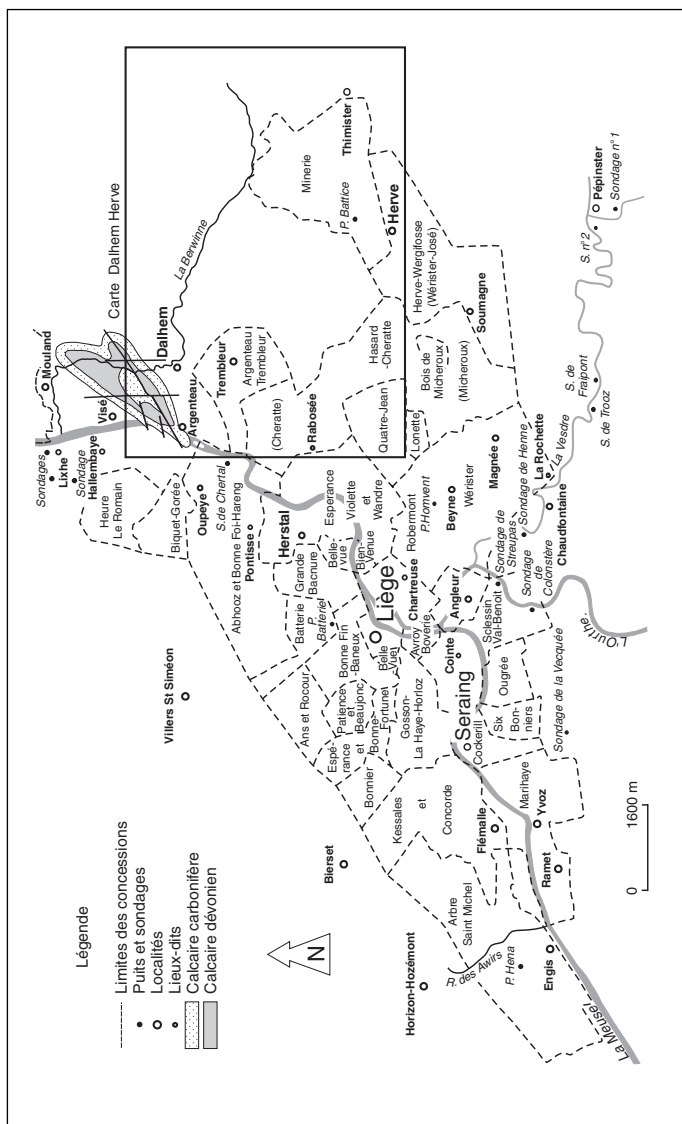 Légende
Limites des concessions
Puits et sondages
Localités
Lieux-dits
Calcaire carbonifère
Calcaire dévonien
N
0
1600 m
Carte Dalhem Herve
Mouland
Sondages
Lixhe
Sondage
Hallembaye
Visé
Heure
Le Romain
Dalhem
La Berwinne
Argenteau
Biquet-Gorée
Oupeye
S. de Chertal
Trembleur
Argenteau
Trembleur
(Cheratte)
Rabosée
Minerie
Thimister
P. Battice
Herve
Villers St Siméon
Abhooz et Bonne Foi-Hareng
Pontisse
Herstal
Grande
Bacnure
Batterie
P.
Batteriel
Belle-
vue
Bien-
Venue
Esperance
Violette
et
Wandre
Hasard
-Cheratte
Quatre-Jean
Lonette
Herve-Wergifosse
(Wérister-José)
Bois de
Micheroux
(Micheroux)
Soumagne
Ans et Rocour
Patience
et
Beaujonc
Bonne Fin
-Baneux
Liège
Belle
-Vue
Espé-
rance
et
Bonne-
Fortune
Bonnier
Gosson-
La Haye-Horloz
Avroy
Boverie
Chartreuse
Robermont
P.Homvent
Beyne
Wérister
Magnée
Cointe
Angleur
Sclessin
Val-Benoit
Sondage de
Streupas
Sondage
de
Colonstère
Sondage de Henne
La Rochette
Chaudfontaine
La Vesdre
S. de
Fraipont
S. de Trooz
S. n°2
Pépinster
Sondage n°1
L'Ourthe
Bierset
Kessales
et
Concorde
Seraing
Cockerill
Ougrée
Six
Bon-
niers
Sondage de la Vecquée
Marihaye
Yvoz
Flémalle
Ramet
Arbre
Saint Michel
Horizon-Hozémont
R. des Awirs
P. Hena
Engis
La Meuse